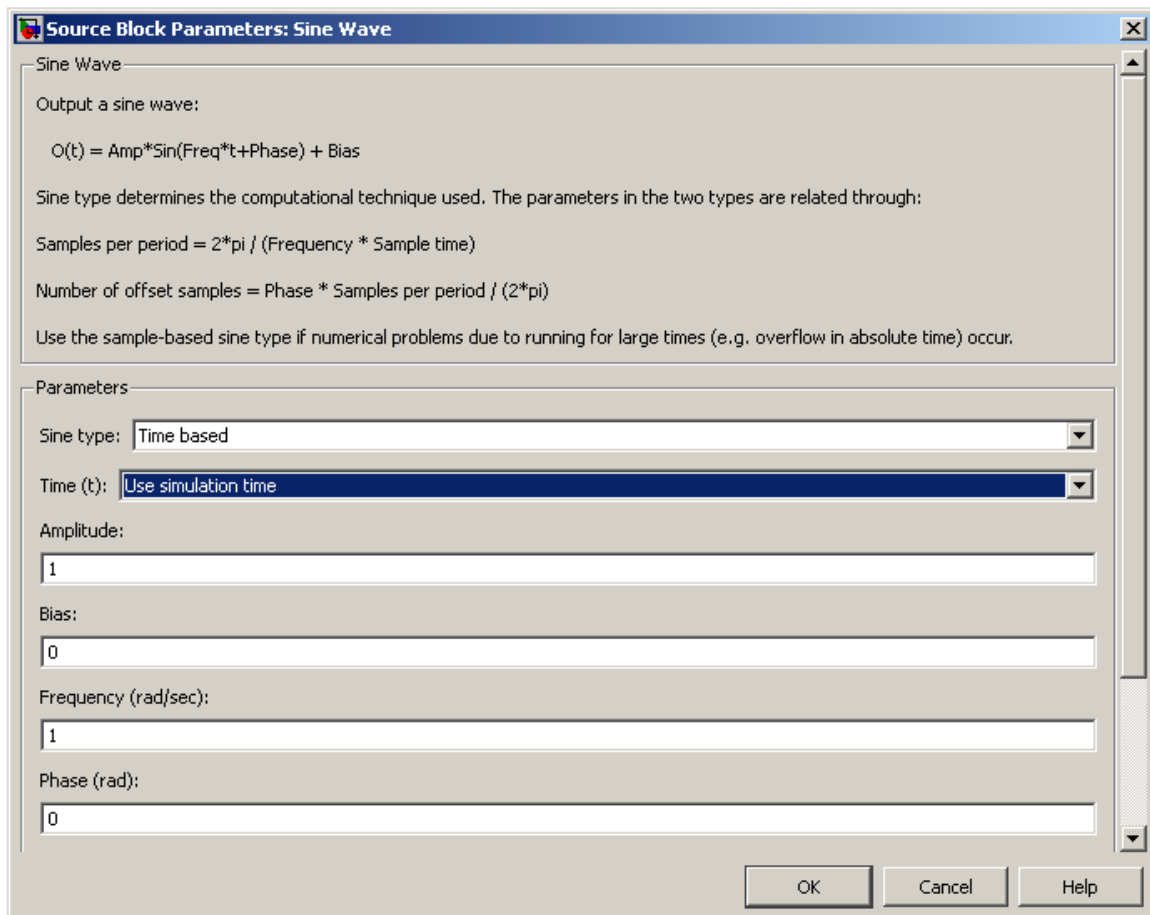 Source Block Parameters: Sine Wave
Sine Wave
Output a sine wave:
O(t) = Amp*Sin(Freq*t+Phase) + Bias
Sine type determines the computational technique used. The parameters in the two types are related through:
Samples per period = 2*pi / (Frequency * Sample time)
Number of offset samples = Phase * Samples per period / (2*pi)
Use the sample-based sine type if numerical problems due to running for large times (e.g. overflow in absolute time) occur.
Parameters
Sine type: Time based
Time (t): Use simulation time
Amplitude:
1
Bias:
0
Frequency (rad/sec):
1
Phase (rad):
0
OK Cancel Help